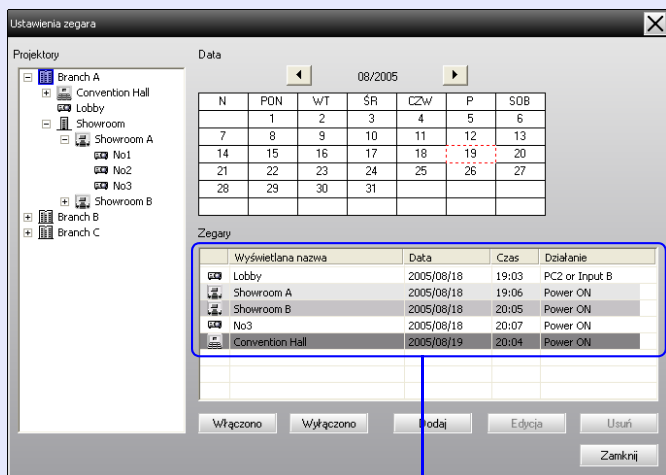 Ustawienia zegara
Projektory
Branch A
Convention Hall
Lobby
Showroom
Showroom A
No1
No2
No3
Showroom B
Branch B
Branch C
Data
08/2005
N PON WT ŚR CZW P SOB
1 2 3 4 5 6
7 8 9 10 11 12 13
14 15 16 17 18 19 20
21 22 23 24 25 26 27
28 29 30 31
Zegary
Wyświetlana nazwa Data Czas Działanie
Lobby 2005/08/18 19:03 PC2 or Input B
Showroom A 2005/08/18 19:06 Power ON
Showroom B 2005/08/18 20:05 Power ON
No3 2005/08/18 20:07 Power ON
Convention Hall 2005/08/19 20:04 Power ON
Włączono Wyłączono Dodaj Edycja Usuń
Zamknij